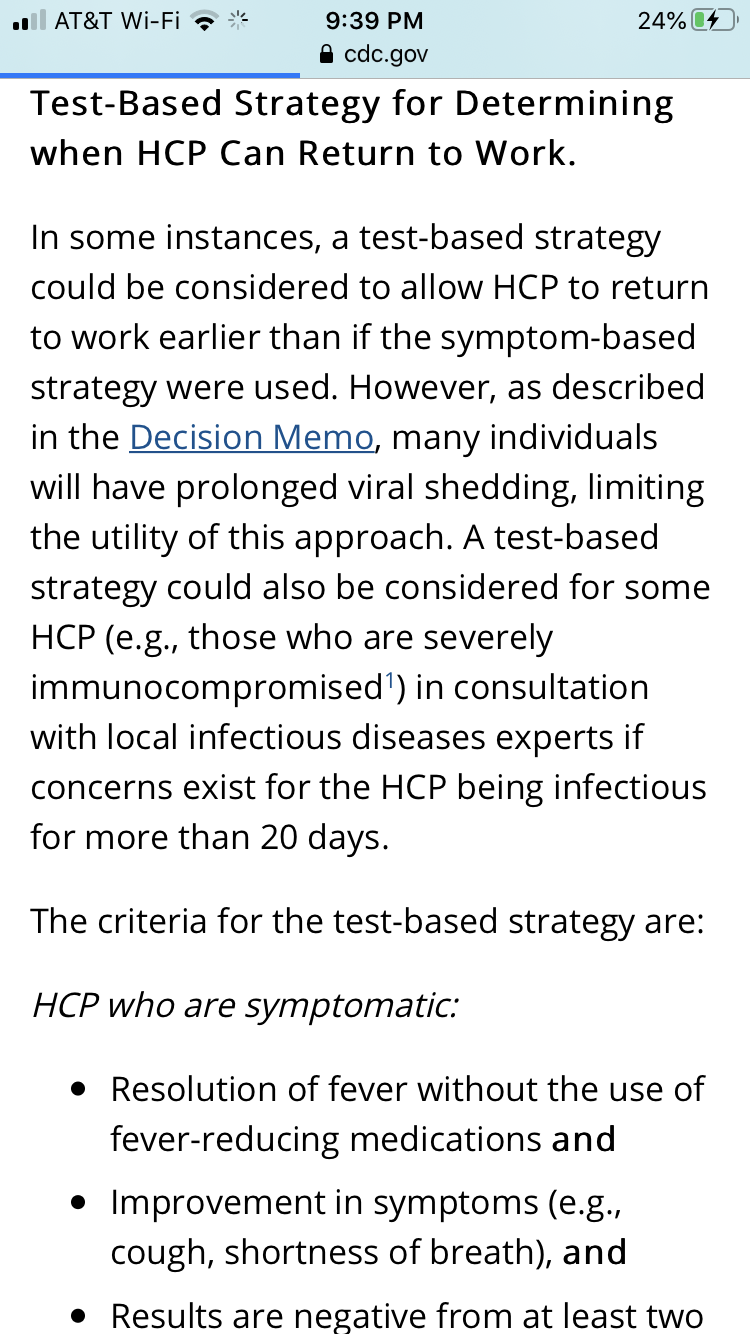 AT&T Wi-Fi 9:39 PM 24%
cdc.gov
Test-Based Strategy for Determining
when HCP Can Return to Work.
In some instances, a test-based strategy
could be considered to allow HCP to return
to work earlier than if the symptom-based
strategy were used. However, as described
in the Decision Memo, many individuals
will have prolonged viral shedding, limiting
the utility of this approach. A test-based
strategy could also be considered for some
HCP (e.g., those who are severely
immunocompromised¹) in consultation
with local infectious diseases experts if
concerns exist for the HCP being infectious
for more than 20 days.
The criteria for the test-based strategy are:
HCP who are symptomatic:
• Resolution of fever without the use of
fever-reducing medications and
• Improvement in symptoms (e.g.,
cough, shortness of breath), and
• Results are negative from at least two